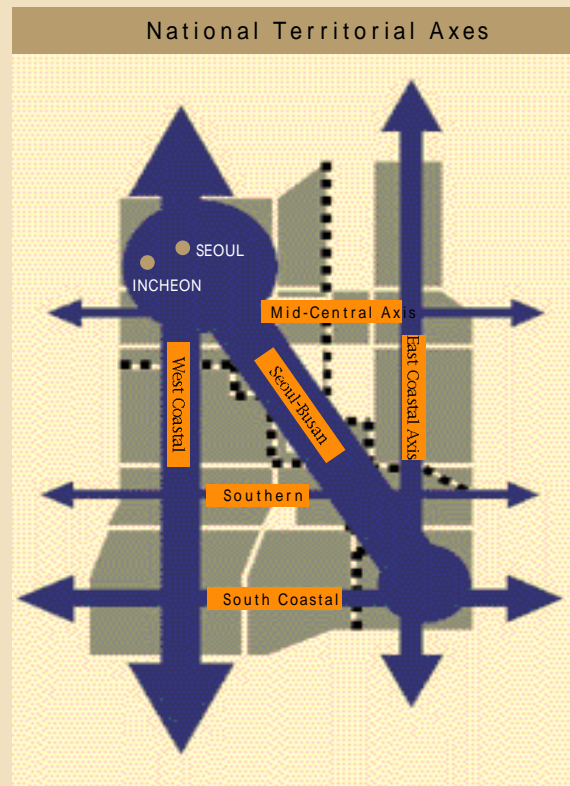 National Territorial Axes
SEOUL
INCHEON
Mid-Central Axis
West Coastal
Seoul-Busan
East Coastal Axis
Southern
South Coastal